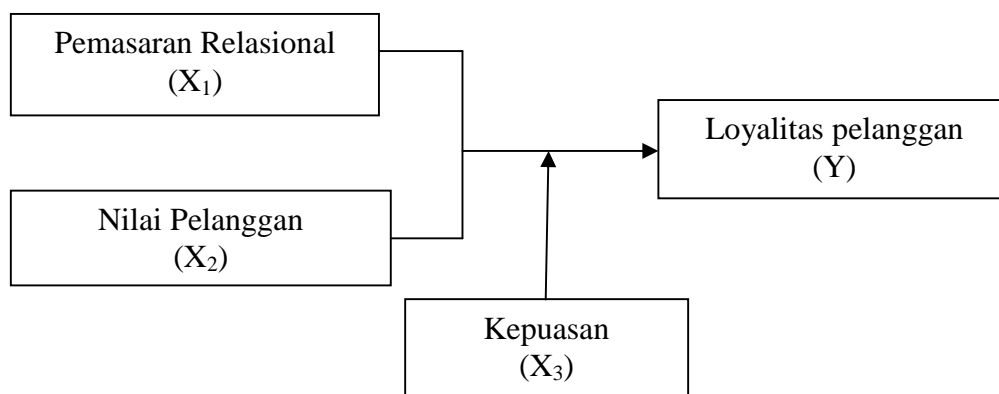 Pemasaran Relasional
(X₁)
Loyalitas pelanggan
(Y)
Nilai Pelanggan
(X₂)
Kepuasan
(X₃)